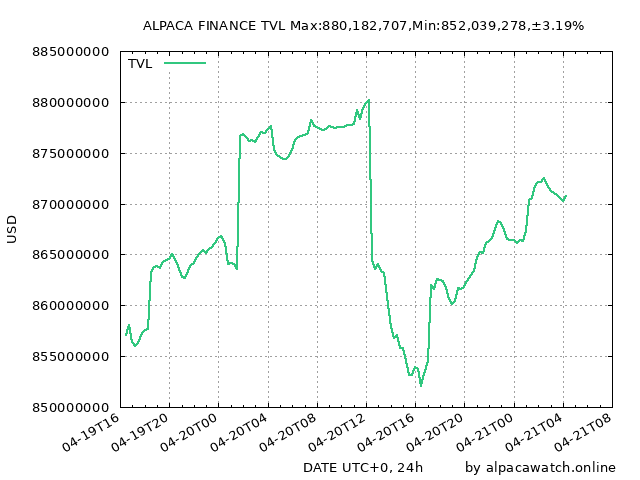 ALPACA FINANCE TVL Max:880,182,707,Min:852,039,278,±3.19%
885000000
880000000
875000000
870000000
865000000
860000000
855000000
850000000
USD
TVL
04-19T16
04-19T20
04-20T00
04-20T04
04-20T08
04-20T12
04-20T16
04-20T20
04-21T00
04-21T04
04-21T08
DATE UTC+0, 24h
by alpacawatch.online